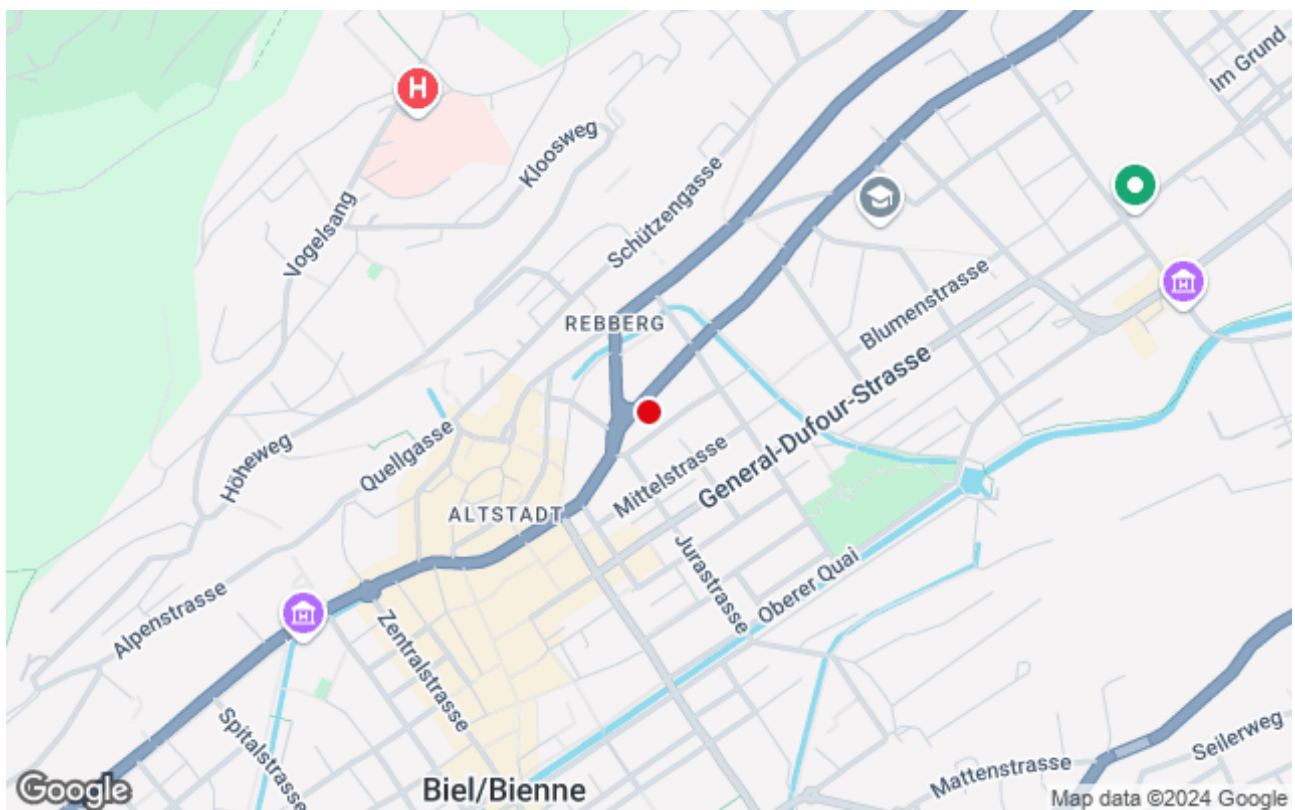 Im Grund
H
Kloosweg
Schützengasse
Vogelsang
Blumenstrasse
H
REBBERG
General-Dufour-Strasse
Quellgasse
Höheweg
Mittelstrasse
ALTSTADT
Jurastrasse
Oberer Quai
Alpenstrasse
H
Zentralstrasse
Spitalstrasse
Seilerweg
Mattenstrasse
Biel/Bienne
Google
Map data ©2024 Google